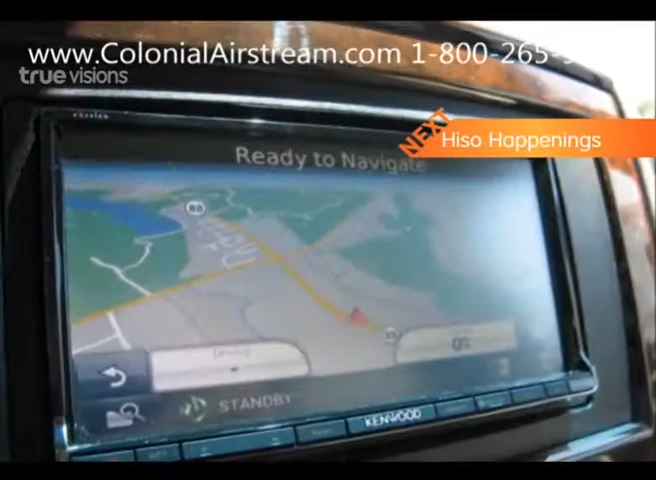 www.ColonialAirstream.com 1-800-265-
true visions
NEXT
Hiso Happenings
Ready to Navigate
STANDBY
KENWOOD